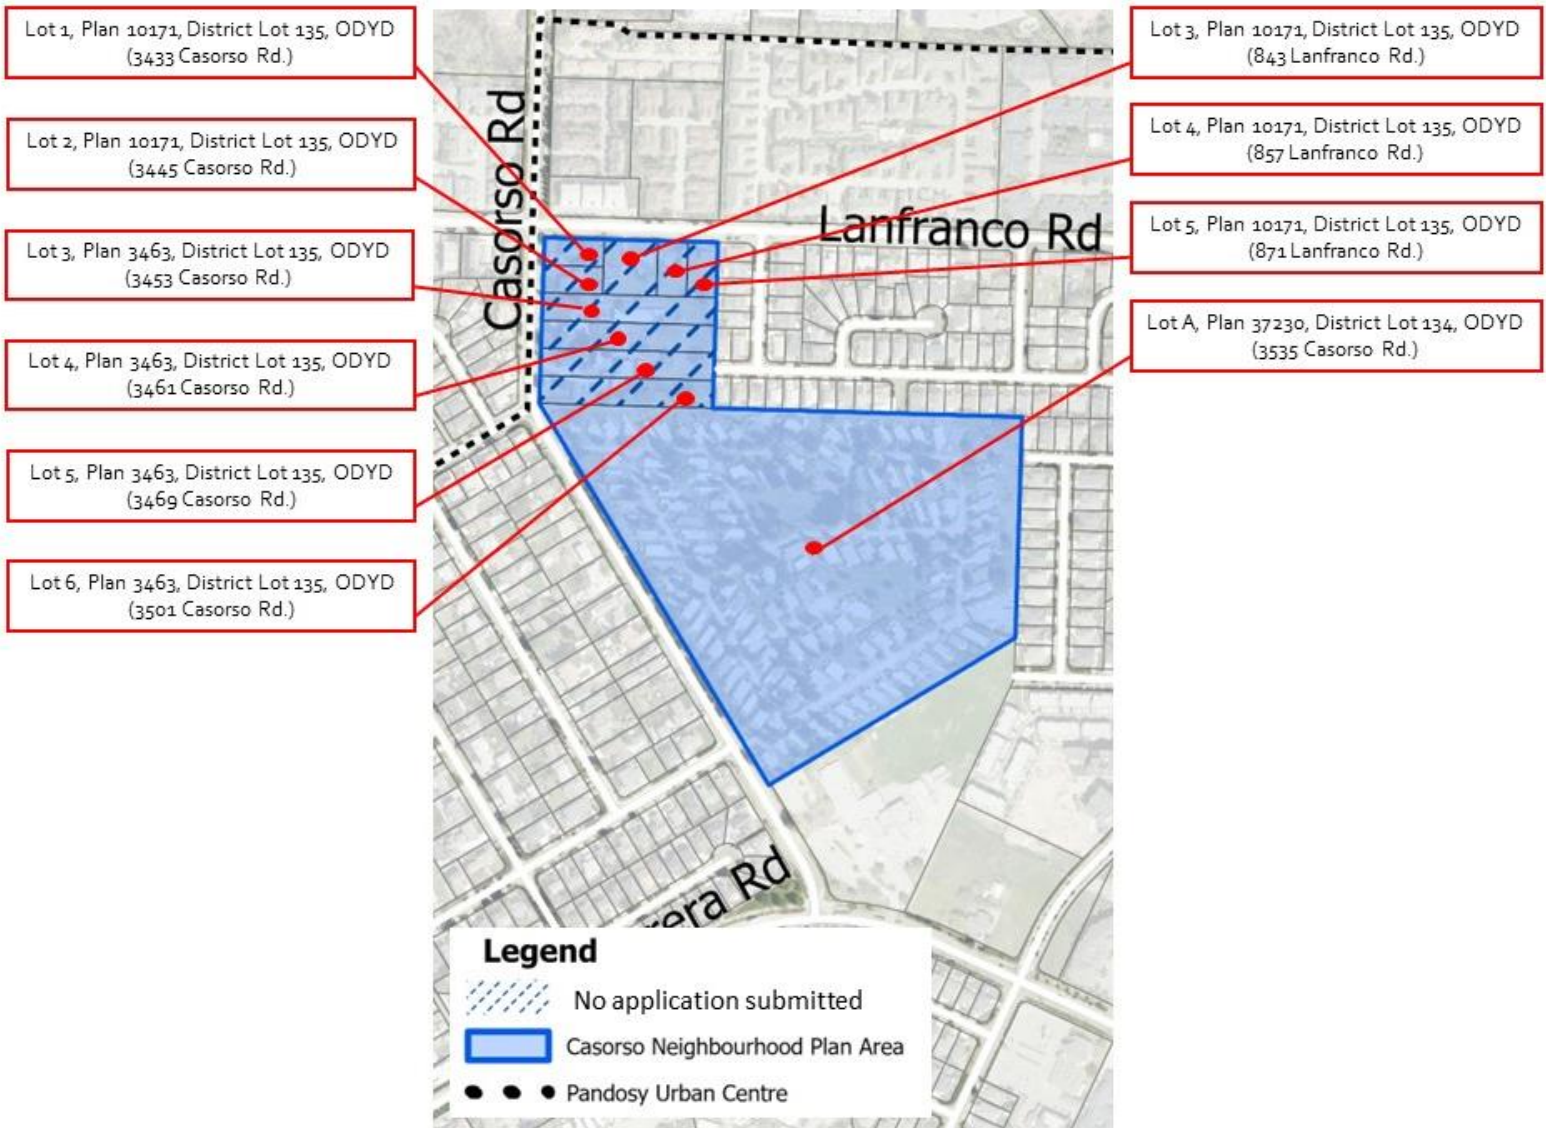 Lot 1, Plan 10171, District Lot 135, ODYD
(3433 Casorso Rd.)
Lot 2, Plan 10171, District Lot 135, ODYD
(3445 Casorso Rd.)
Lot 3, Plan 3463, District Lot 135, ODYD
(3453 Casorso Rd.)
Lot 4, Plan 3463, District Lot 135, ODYD
(3461 Casorso Rd.)
Lot 5, Plan 3463, District Lot 135, ODYD
(3469 Casorso Rd.)
Lot 6, Plan 3463, District Lot 135, ODYD
(3501 Casorso Rd.)
Casorso Rd
Lanfranco Rd
rera Rd
Lot 3, Plan 10171, District Lot 135, ODYD
(843 Lanfranco Rd.)
Lot 4, Plan 10171, District Lot 135, ODYD
(857 Lanfranco Rd.)
Lot 5, Plan 10171, District Lot 135, ODYD
(871 Lanfranco Rd.)
Lot A, Plan 37230, District Lot 134, ODYD
(3535 Casorso Rd.)
Legend
No application submitted
Casorso Neighbourhood Plan Area
Pandosy Urban Centre